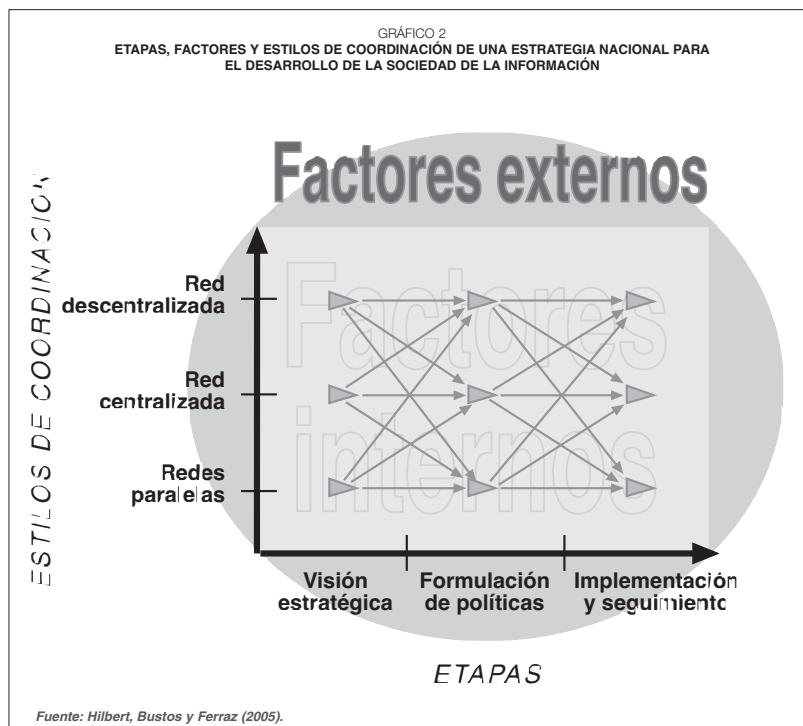 GRÁFICO 2
ETAPAS, FACTORES Y ESTILOS DE COORDINACIÓN DE UNA ESTRATEGIA NACIONAL PARA
EL DESARROLLO DE LA SOCIEDAD DE LA INFORMACIÓN
Factores externos
ESTILOS DE COORDINACIÓN
Red
descentralizada
Red
centralizada
Redes
paralelas
Factores
internos
Visión
estratégica
Formulación
de políticas
Implementación
y seguimiento
ETAPAS
Fuente: Hilbert, Bustos y Ferraz (2005).